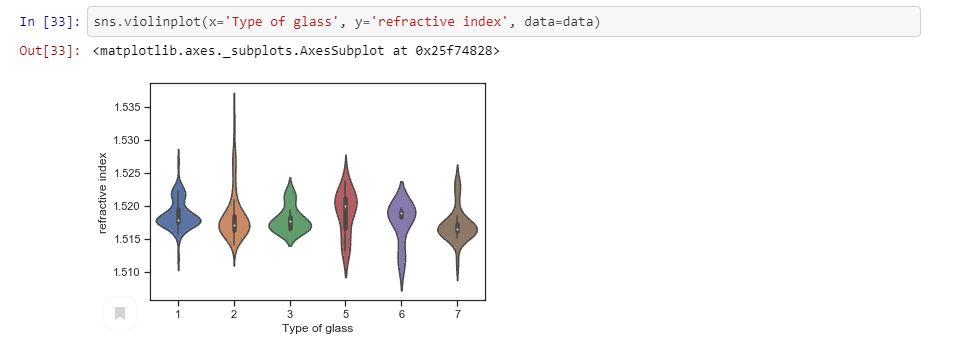 In [33]: sns.violinplot(x='Type of glass', y='refractive index', data=data)
Out[33]: <matplotlib.axes._subplots.AxesSubplot at 0x25f74828>
1.535
1.530
1.525
1.520
1.515
1.510
refractive index
1 2 3 5 6 7
Type of glass